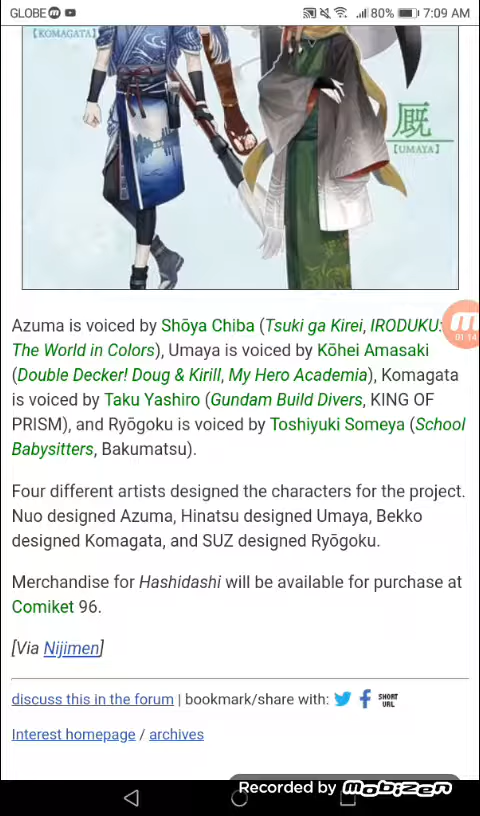 GLOBE 80% 7:09 AM
【KOMAGATA】
厩
【UMAYA】
Azuma is voiced by Shōya Chiba (Tsuki ga Kirei, IRODUKU:
The World in Colors), Umaya is voiced by Kōhei Amasaki
(Double Decker! Doug & Kirill, My Hero Academia), Komagata
is voiced by Taku Yashiro (Gundam Build Divers, KING OF
PRISM), and Ryōgoku is voiced by Toshiyuki Someya (School
Babysitters, Bakumatsu).
01:14
Four different artists designed the characters for the project.
Nuo designed Azuma, Hinatsu designed Umaya, Bekko
designed Komagata, and SUZ designed Ryōgoku.
Merchandise for Hashidashi will be available for purchase at
Comiket 96.
[Via Nijimen]
discuss this in the forum | bookmark/share with: SHORT URL
Interest homepage / archives
Recorded by mobizen